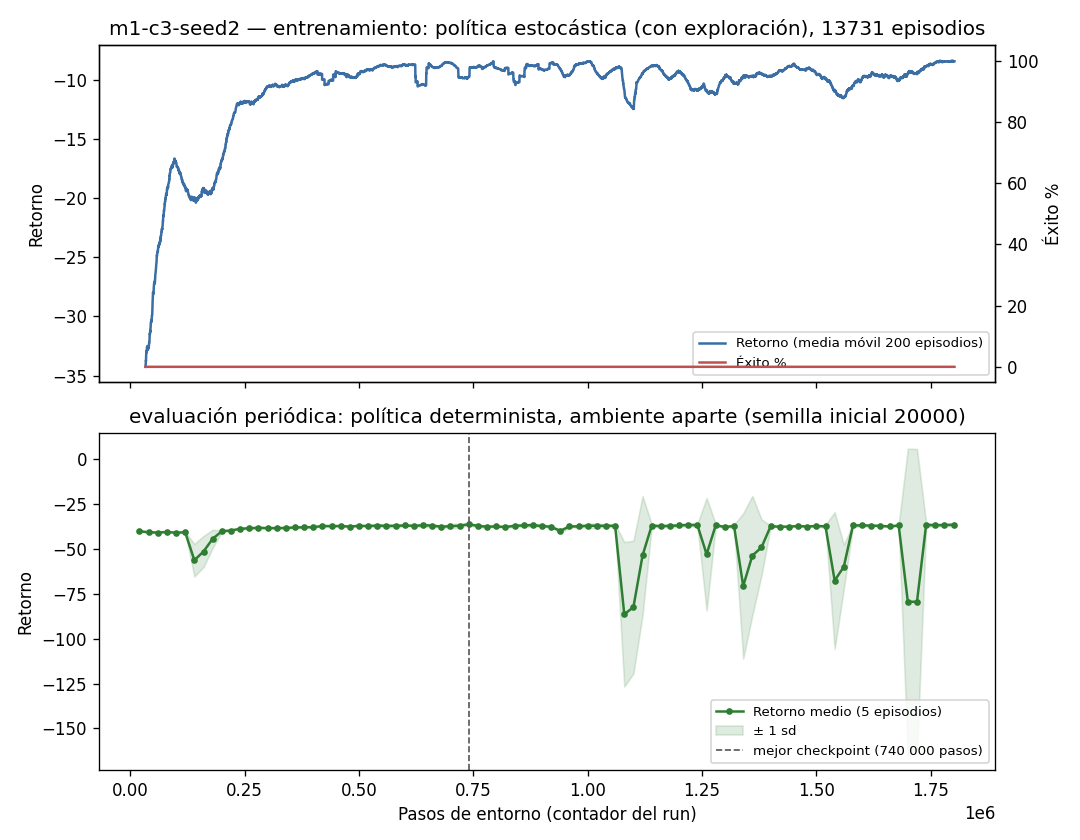 m1-c3-seed2 — entrenamiento: política estocástica (con exploración), 13731 episodios
−10
−15
−20
−25
−30
−35
Retorno
100
80
60
40
20
0
Éxito %
Retorno (media móvil 200 episodios)
Éxito %
evaluación periódica: política determinista, ambiente aparte (semilla inicial 20000)
0
−25
−50
−75
−100
−125
−150
Retorno
Retorno medio (5 episodios)
± 1 sd
mejor checkpoint (740 000 pasos)
0.00 0.25 0.50 0.75 1.00 1.25 1.50 1.75
1e6
Pasos de entorno (contador del run)